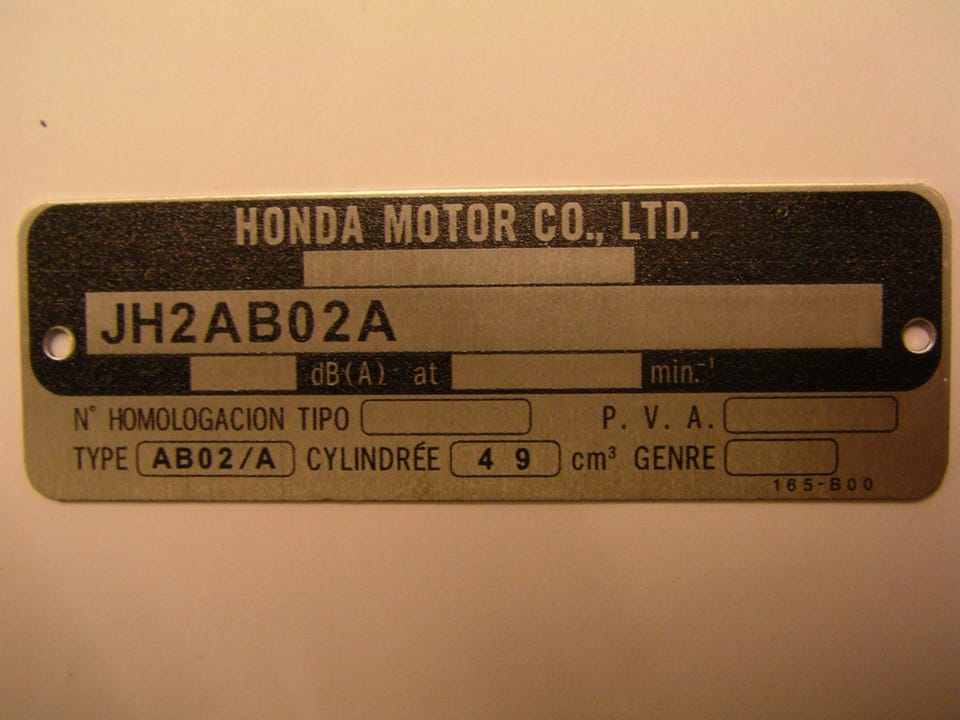 HONDA MOTOR CO., LTD.
JH2AB02A
dB(A) at min.⁻¹
N° HOMOLOGACION TIPO P. V. A.
TYPE AB02/A CYLINDRÉE 4 9 cm³ GENRE
165-B00